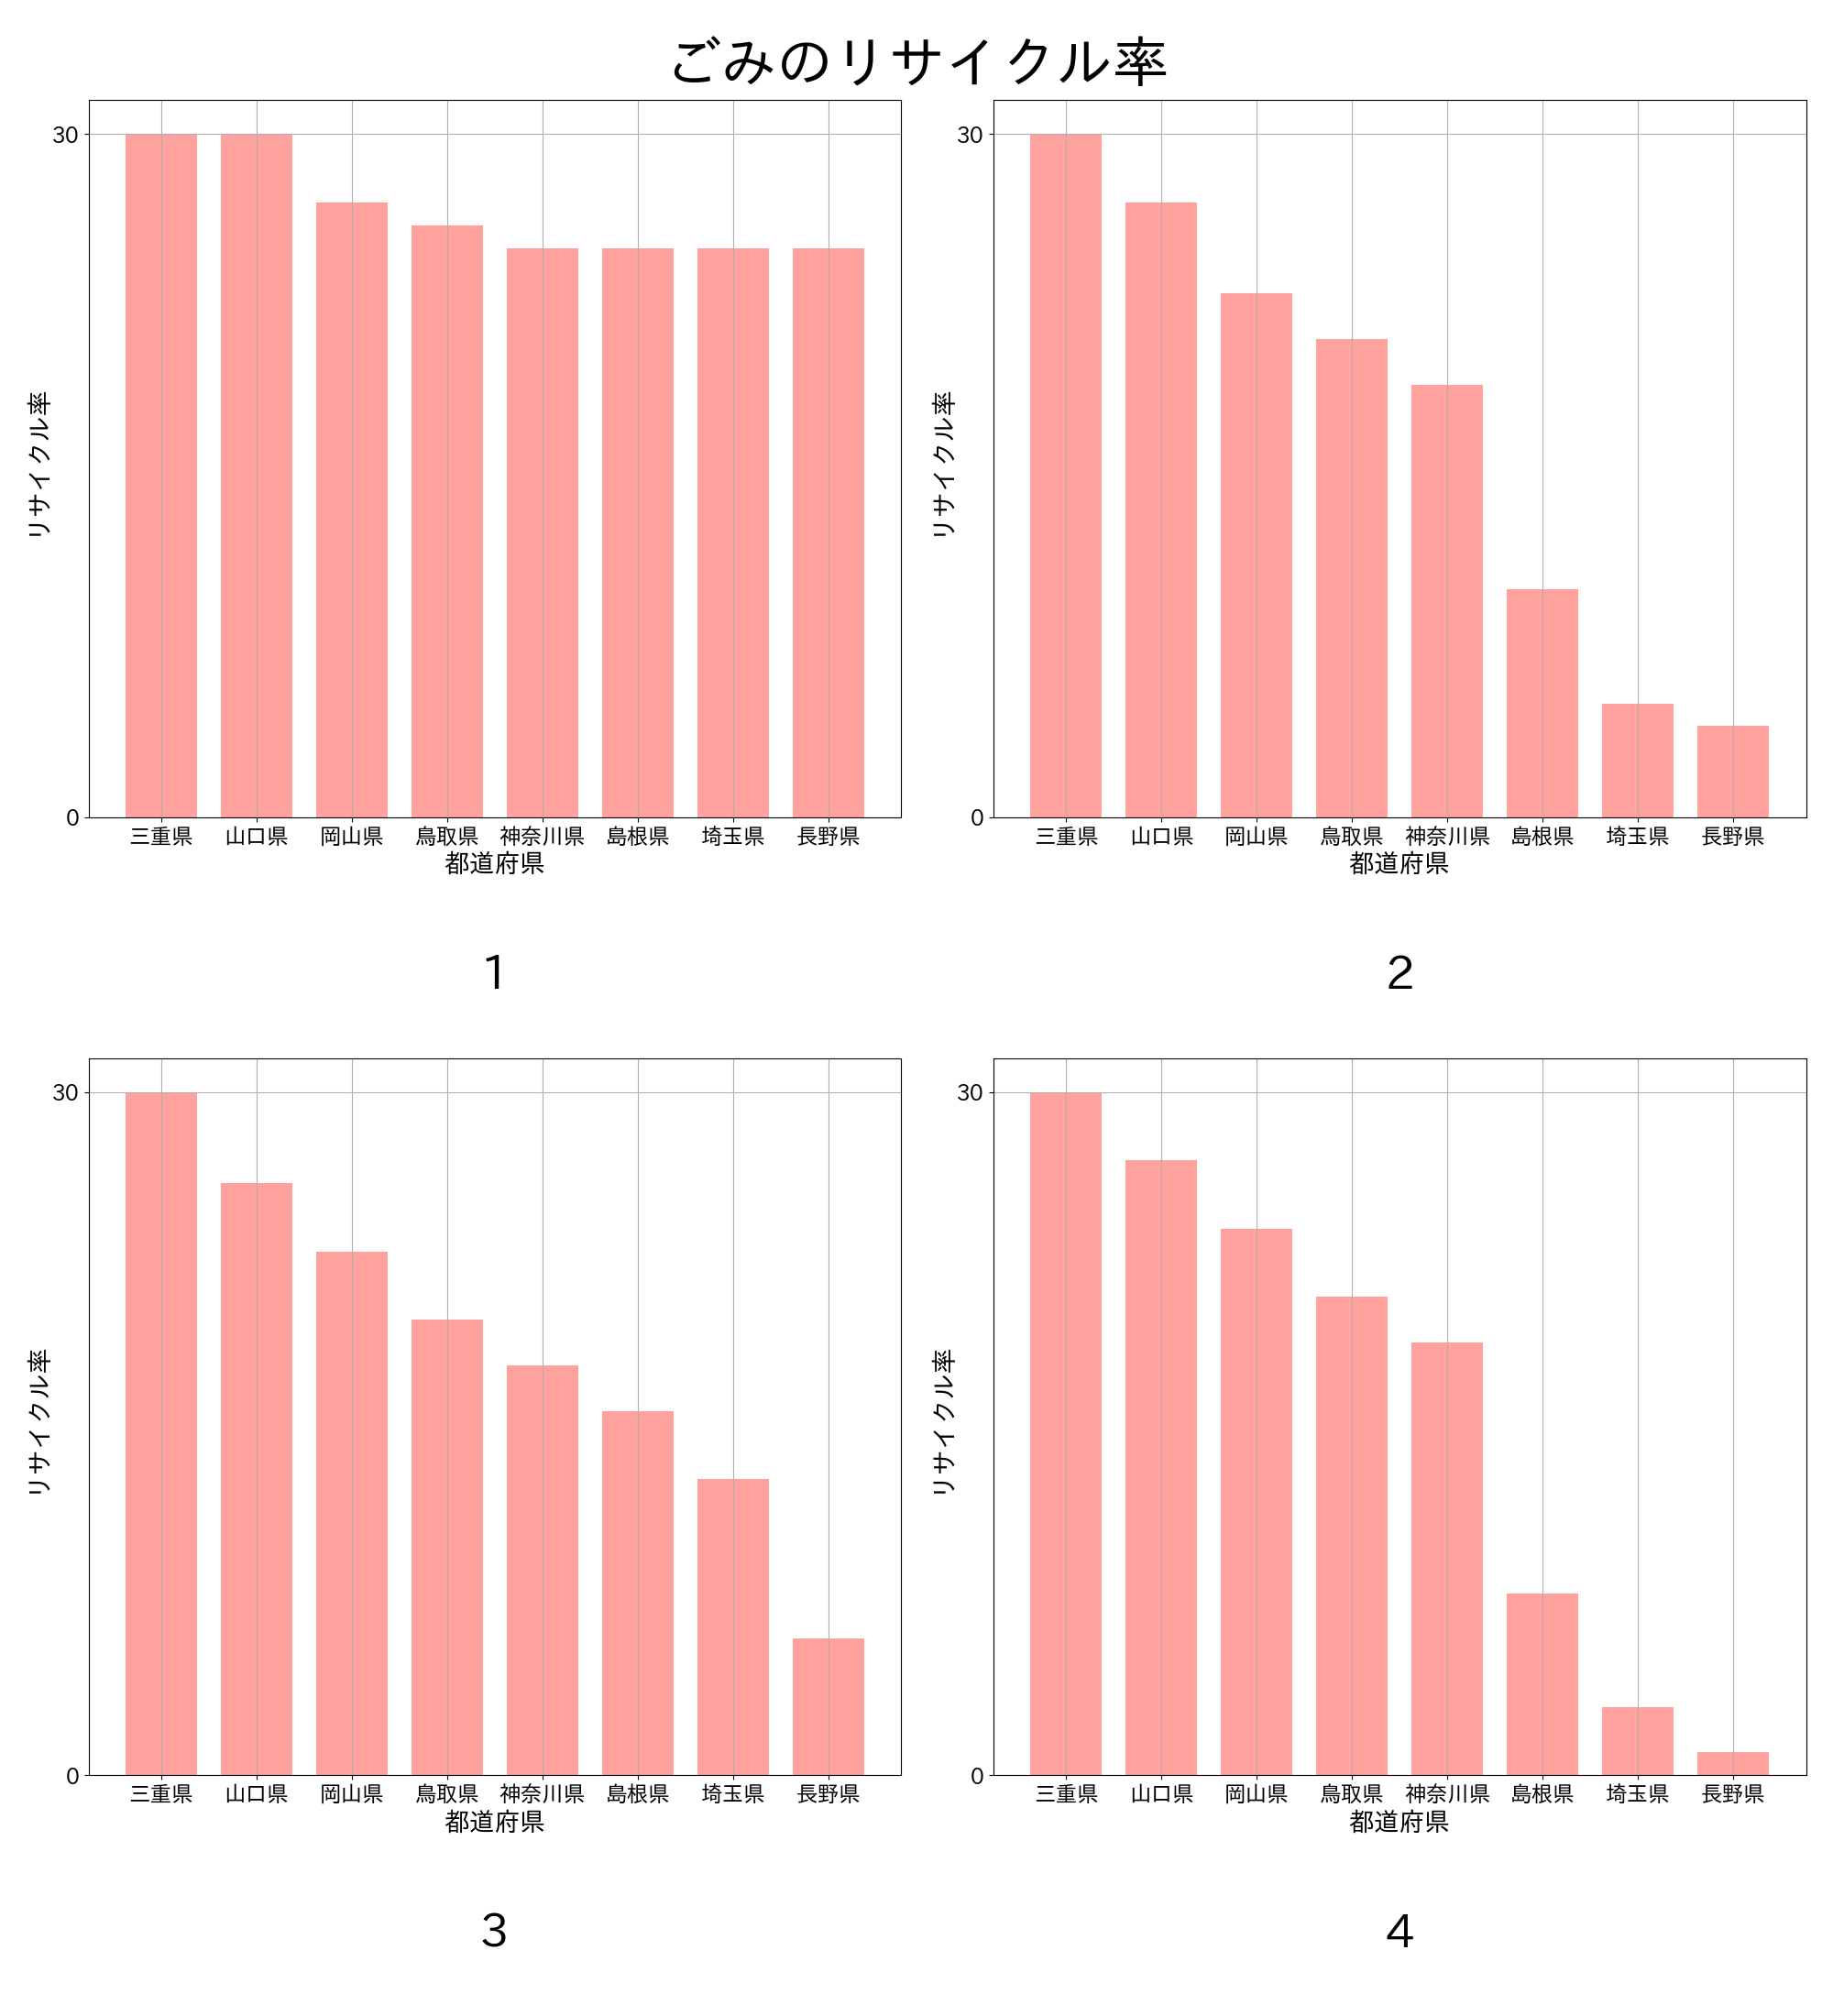 ごみのリサイクル率
30
0
リサイクル率
三重県 山口県 岡山県 鳥取県 神奈川県 島根県 埼玉県 長野県
都道府県
1
30
0
リサイクル率
三重県 山口県 岡山県 鳥取県 神奈川県 島根県 埼玉県 長野県
都道府県
2
30
0
リサイクル率
三重県 山口県 岡山県 鳥取県 神奈川県 島根県 埼玉県 長野県
都道府県
3
30
0
リサイクル率
三重県 山口県 岡山県 鳥取県 神奈川県 島根県 埼玉県 長野県
都道府県
4